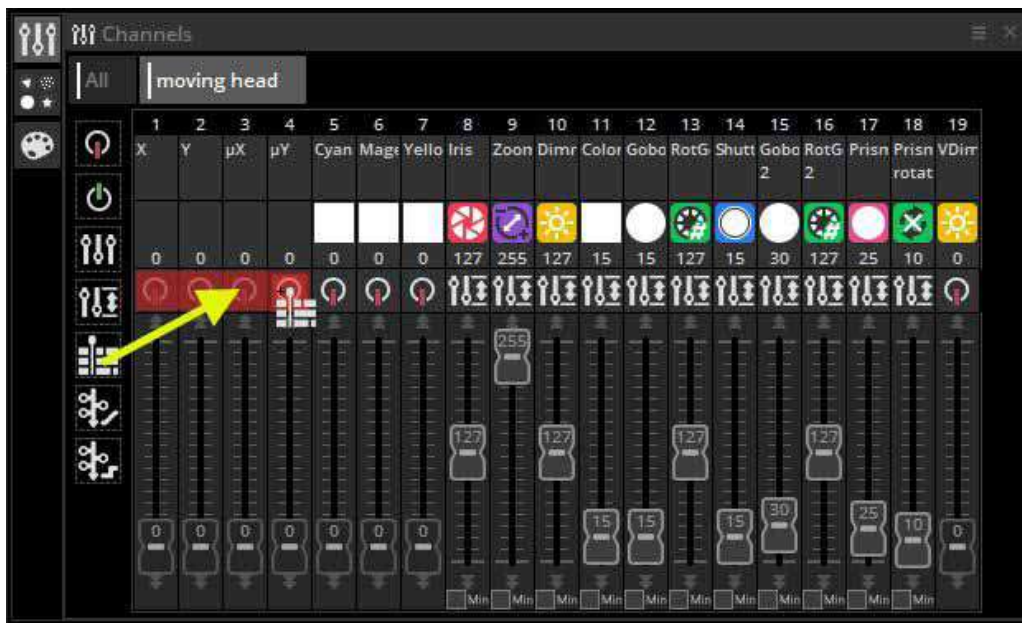 Channels
All moving head
1 2 3 4 5 6 7 8 9 10 11 12 13 14 15 16 17 18 19
X Y µX µY Cyan Mage Yello Iris Zoon Dimr Color Gobo RotG Shutt Gobo RotG Prisn Prisn VDim
2 2 rotat
0 0 0 0 0 0 0 127 255 127 15 15 127 15 30 127 25 10 0
255
127 127 127 127
15 15 15 30 25 10
0 0 0 0 0 0 0 0
Min Min Min Min Min Min Min Min Min Min Min